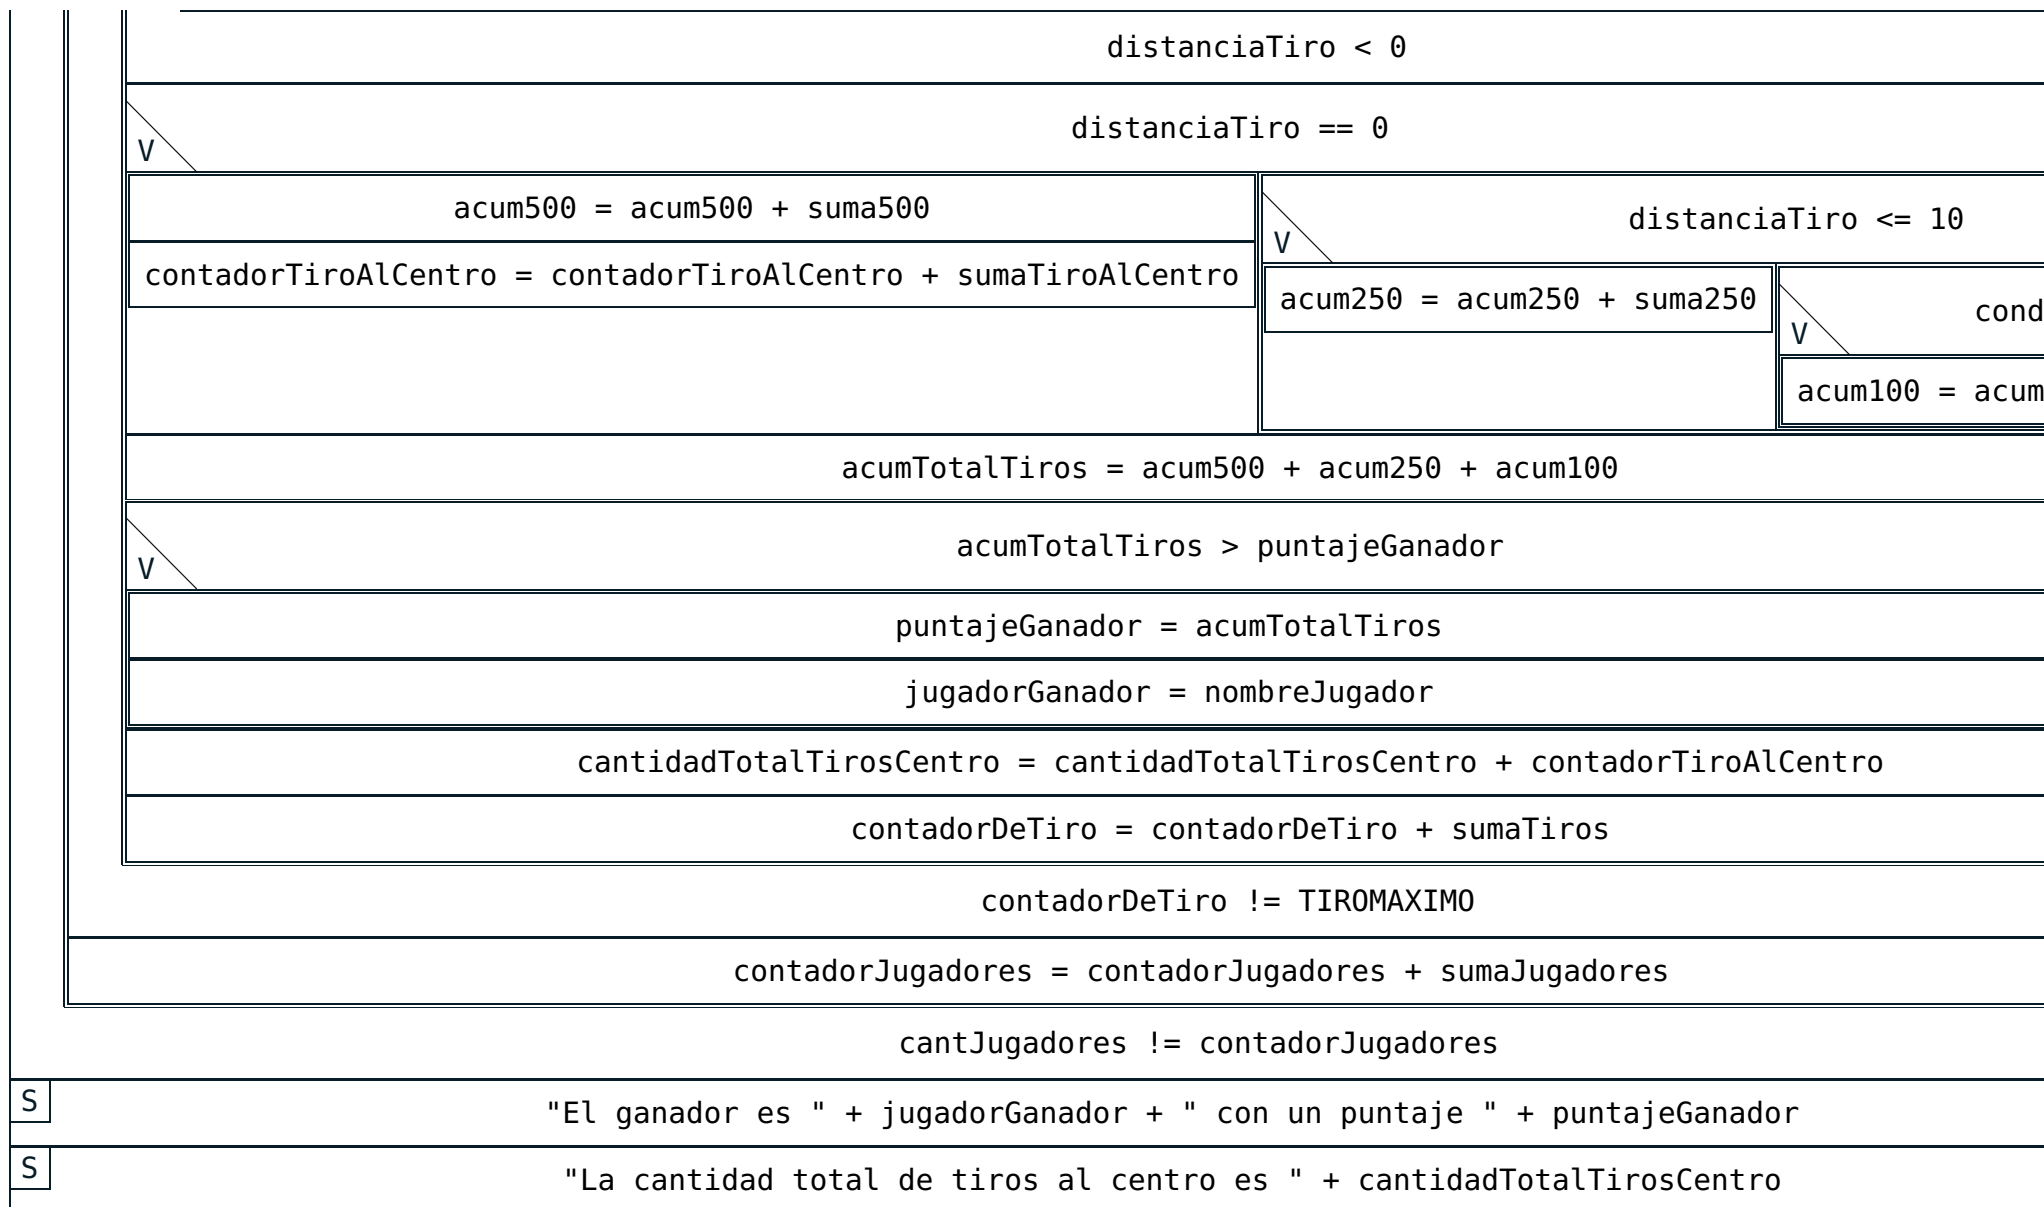 distanciaTiro < 0
distanciaTiro == 0
V
acum500 = acum500 + suma500
contadorTiroAlCentro = contadorTiroAlCentro + sumaTiroAlCentro
distanciaTiro <= 10
V
acum250 = acum250 + suma250
cond
V
acum100 = acum
acumTotalTiros = acum500 + acum250 + acum100
acumTotalTiros > puntajeGanador
V
puntajeGanador = acumTotalTiros
jugadorGanador = nombreJugador
cantidadTotalTirosCentro = cantidadTotalTirosCentro + contadorTiroAlCentro
contadorDeTiro = contadorDeTiro + sumaTiros
contadorDeTiro != TIROMAXIMO
contadorJugadores = contadorJugadores + sumaJugadores
cantJugadores != contadorJugadores
S "El ganador es " + jugadorGanador + " con un puntaje " + puntajeGanador
S "La cantidad total de tiros al centro es " + cantidadTotalTirosCentro